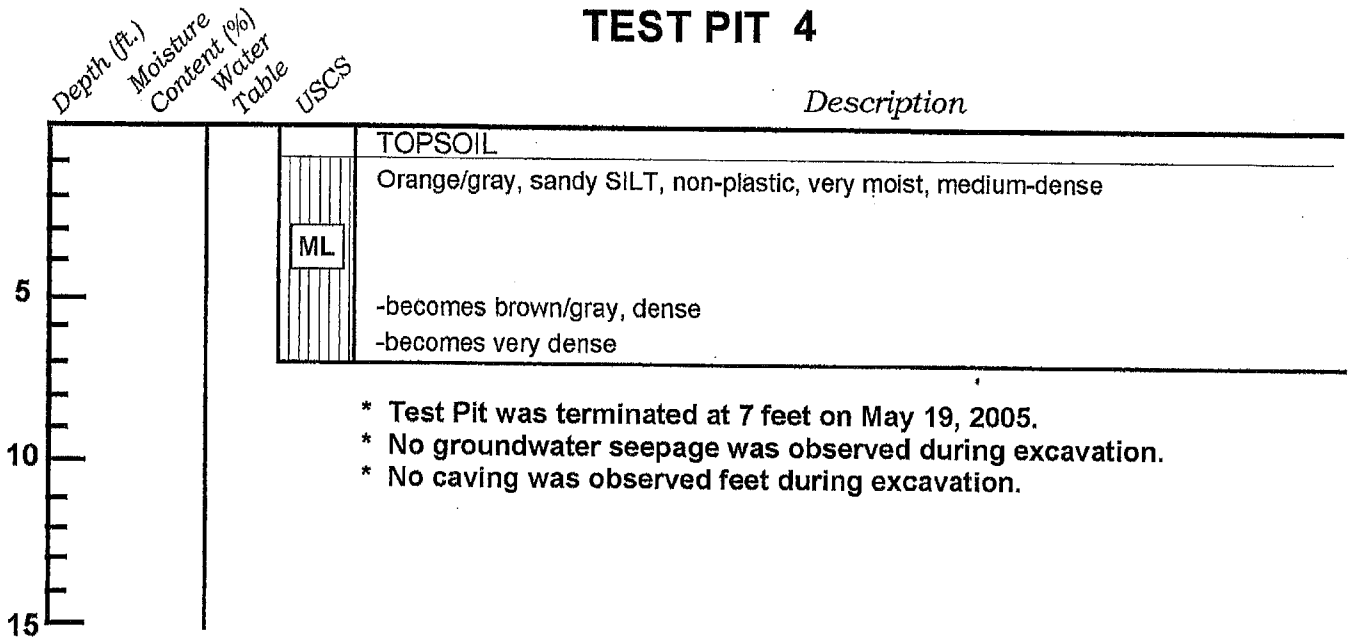 TEST PIT 4
Depth (ft.)
Moisture
Content (%)
Water
Table
USCS
Description
TOPSOIL
Orange/gray, sandy SILT, non-plastic, very moist, medium-dense
ML
5
-becomes brown/gray, dense
-becomes very dense
* Test Pit was terminated at 7 feet on May 19, 2005.
10
* No groundwater seepage was observed during excavation.
* No caving was observed feet during excavation.
15